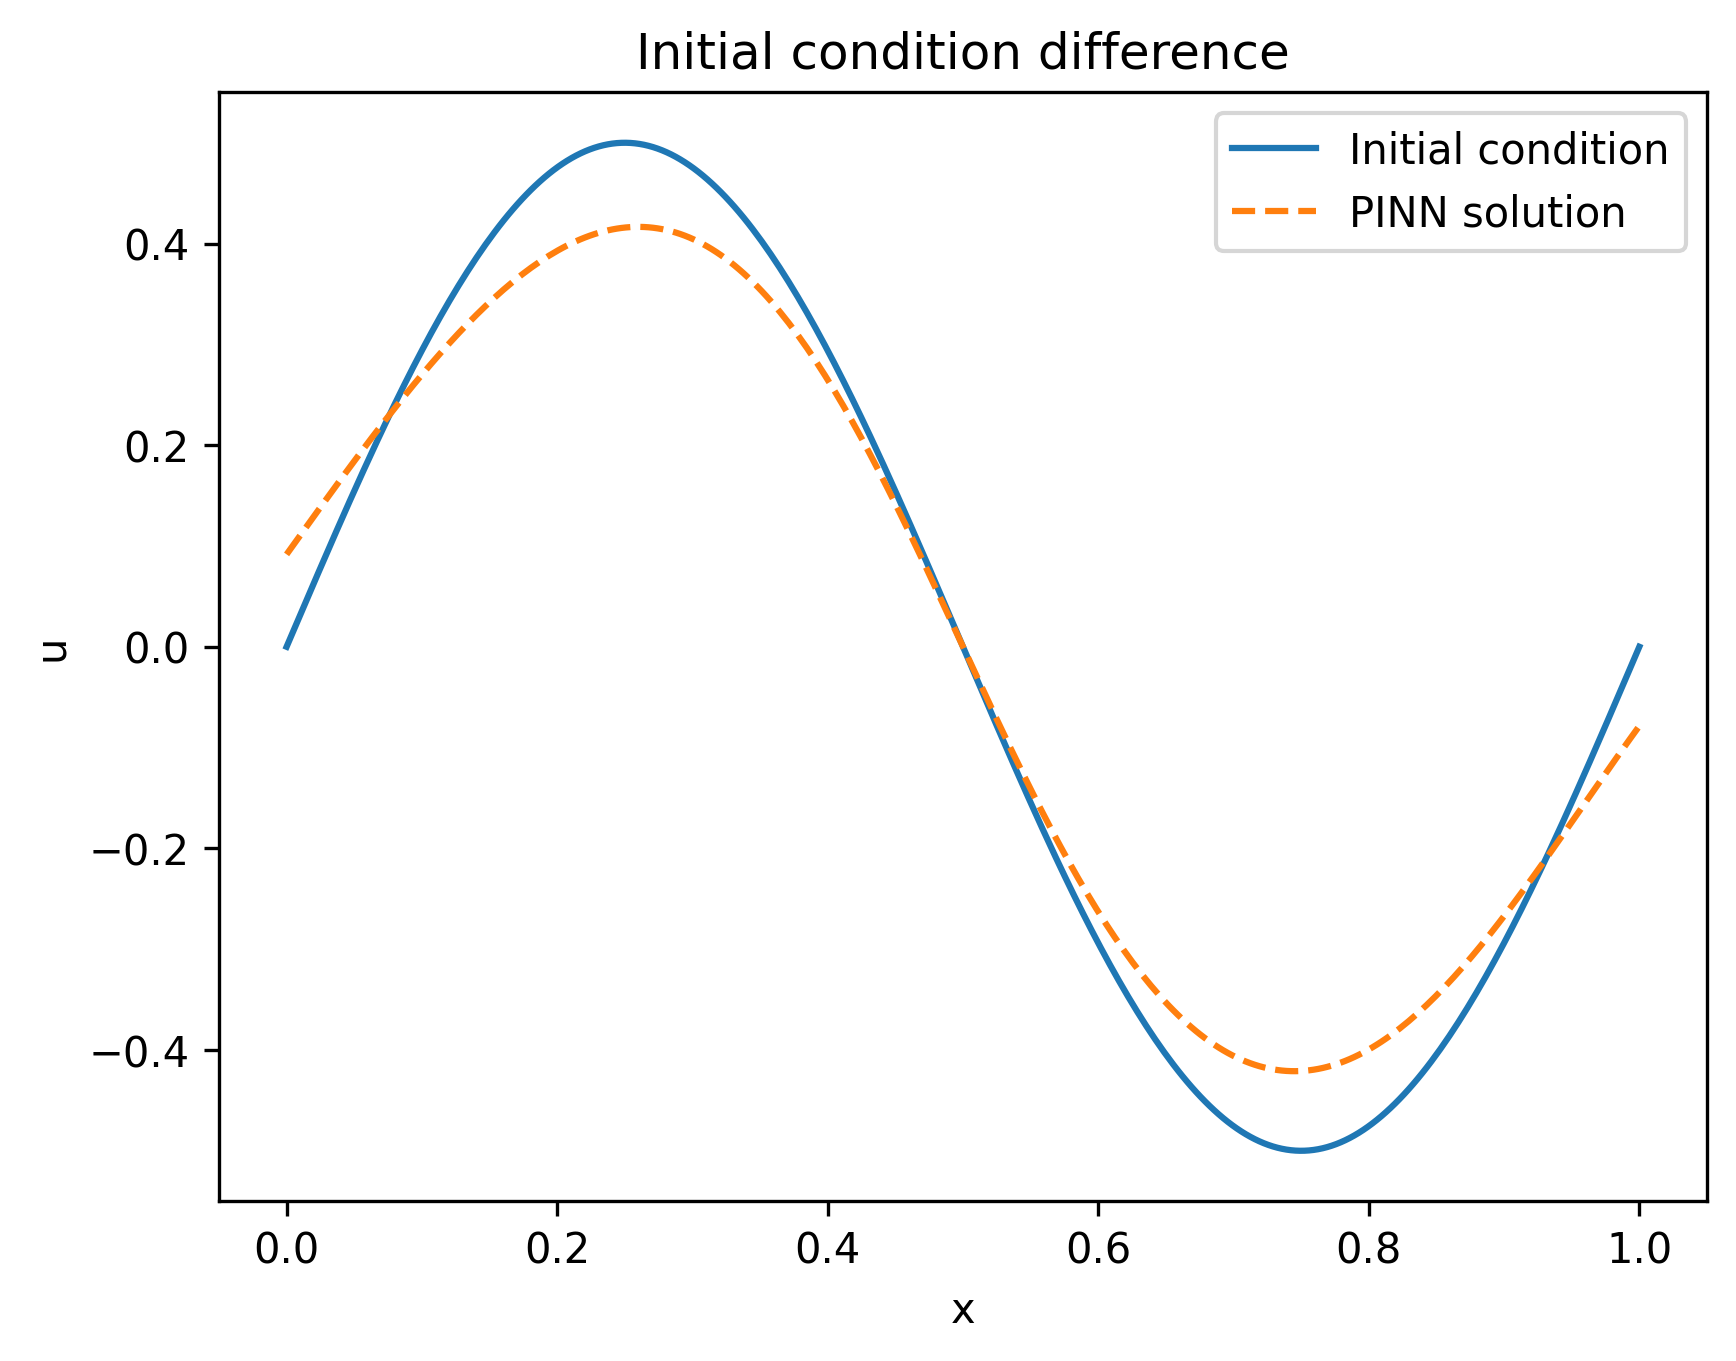 Initial condition difference
Initial condition
PINN solution
0.4
0.2
0.0
−0.2
−0.4
u
0.0 0.2 0.4 0.6 0.8 1.0
x